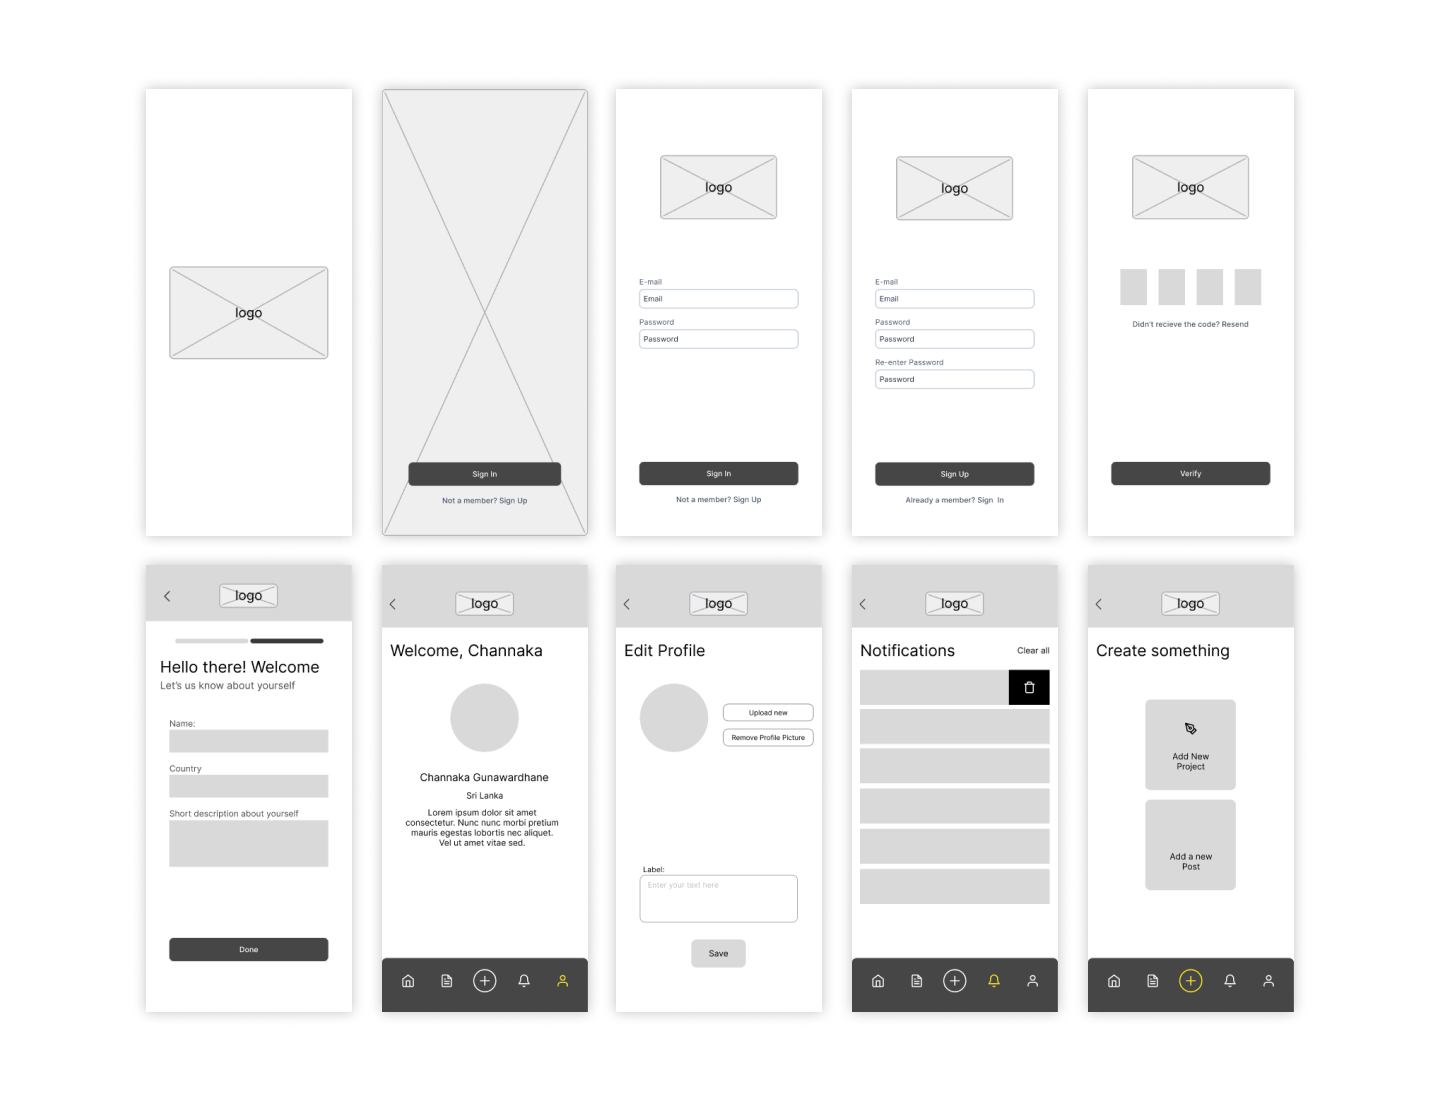 logo
Sign In
Not a member? Sign Up
logo
E-mail
Email
Password
Password
Sign In
Not a member? Sign Up
logo
E-mail
Email
Password
Password
Re-enter Password
Password
Sign Up
Already a member? Sign In
logo
Didn't recieve the code? Resend
Verify
logo
Hello there! Welcome
Let's us know about yourself
Name:
Country
Short description about yourself
Done
logo
Welcome, Channaka
Channaka Gunawardhane
Sri Lanka
Lorem ipsum dolor sit amet
consectetur. Nunc nunc morbi pretium
mauris egestas lobortis nec aliquet.
Vel ut amet vitae sed.
logo
Edit Profile
Upload new
Remove Profile Picture
Label:
Enter your text here
Save
logo
Notifications
Clear all
logo
Create something
Add New
Project
Add a new
Post